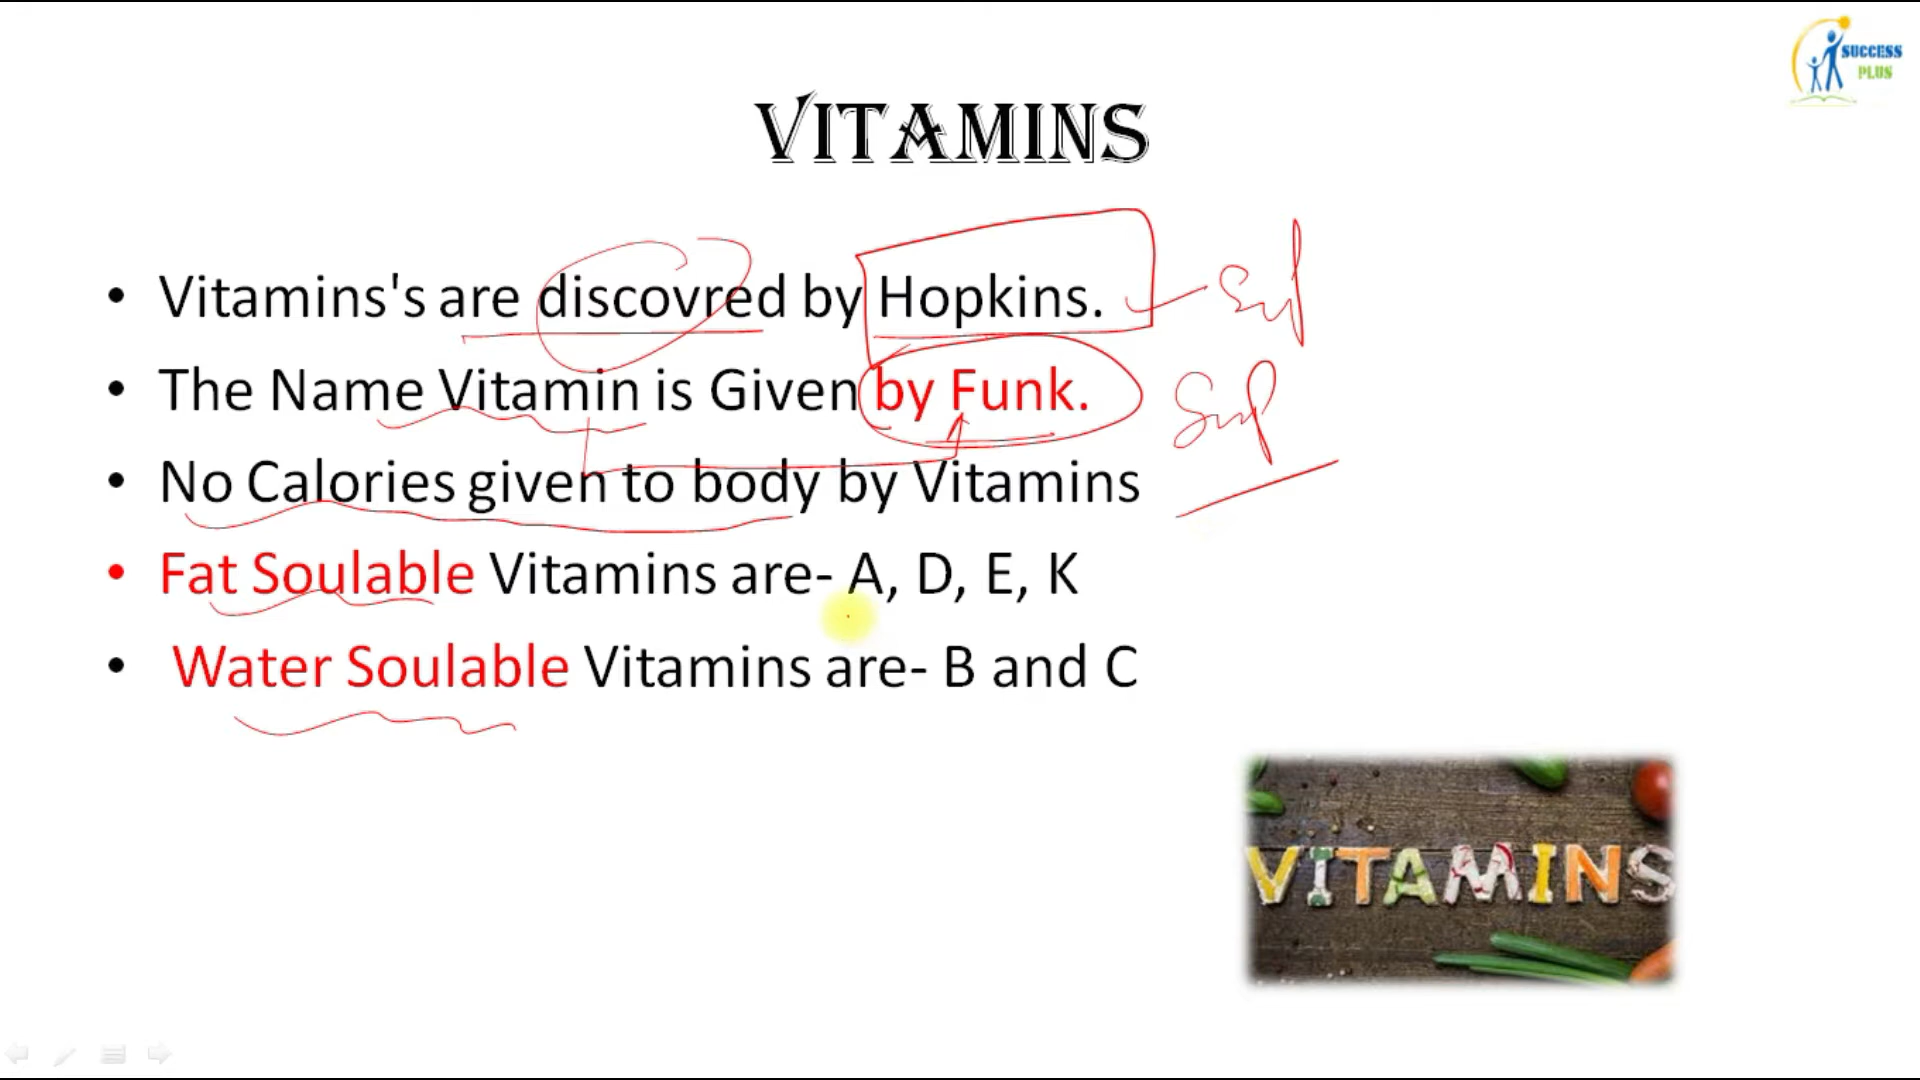 SUCCESS
PLUS
VITAMINS
• Vitamins's are discovred by Hopkins.
• The Name Vitamin is Given by Funk.
• No Calories given to body by Vitamins
• Fat Soulable Vitamins are- A, D, E, K
• Water Soulable Vitamins are- B and C
VITAMINS